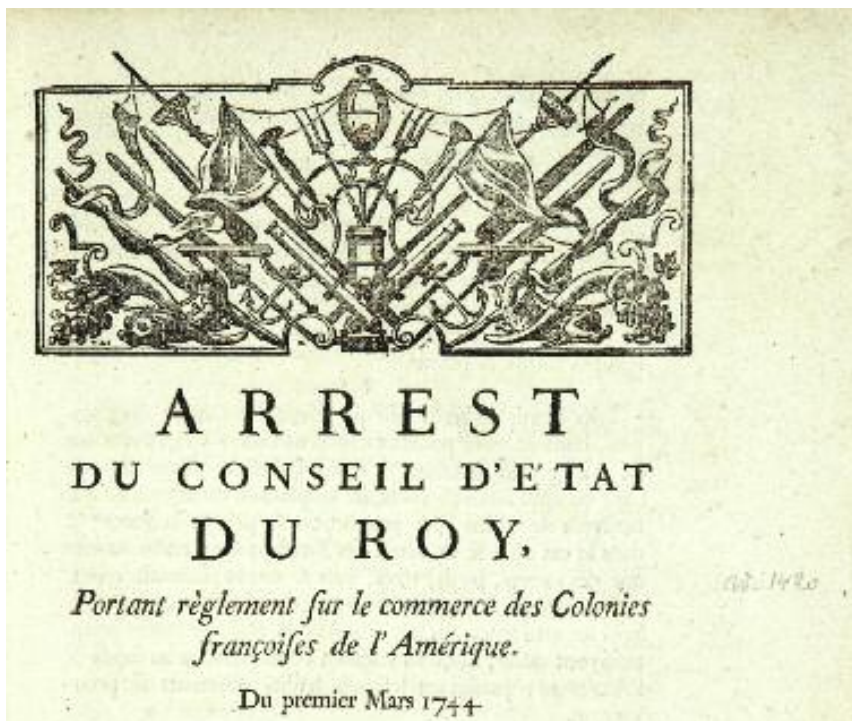 ARREST
DU CONSEIL D'ETAT
DU ROY,
Portant règlement ſur le commerce des Colonies
françoiſes de l'Amérique.
Du premier Mars 1744